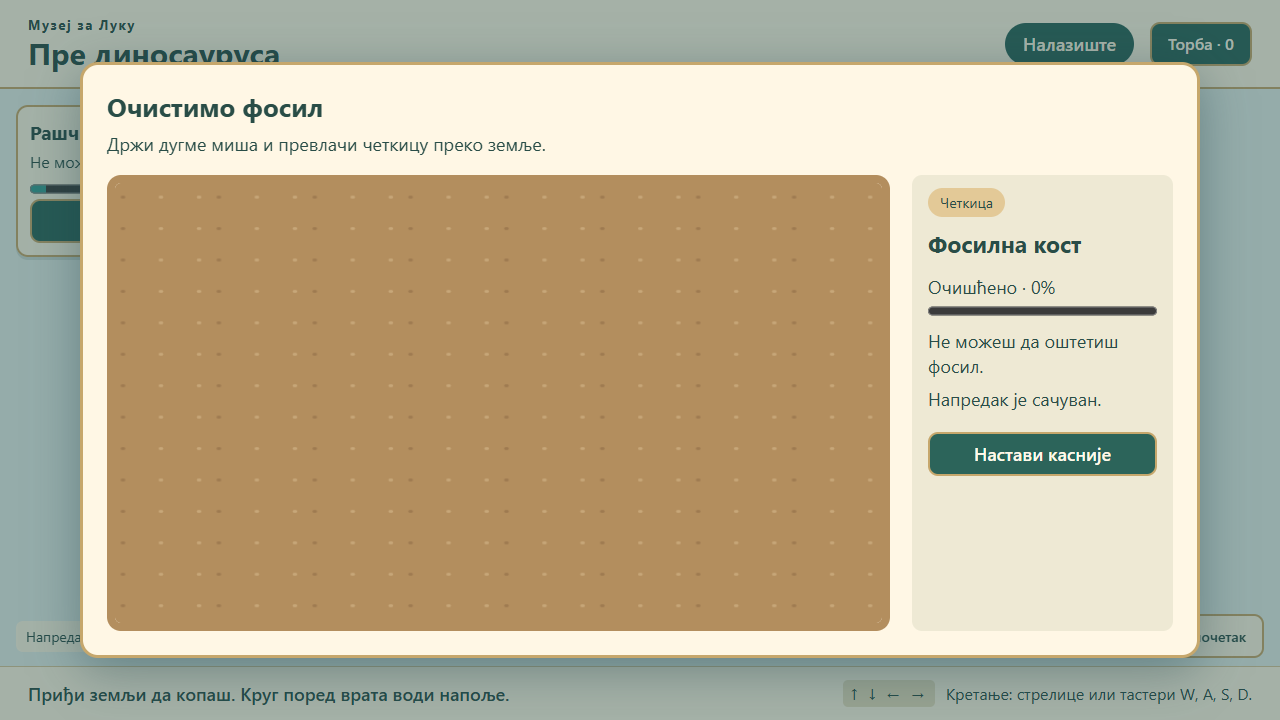 Музеј за Луку
Пре диносауруса
Налазиште
Торба · 0
Очистимо фосил
Држи дугме миша и превлачи четкицу преко земље.
Четкица
Фосилна кост
Очишћено · 0%
Не можеш да оштетиш
фосил.
Напредак је сачуван.
Настави касније
Приђи земљи да копаш. Круг поред врата води напоље.
↑ ↓ ← →
Кретање: стрелице или тастери W, A, S, D.